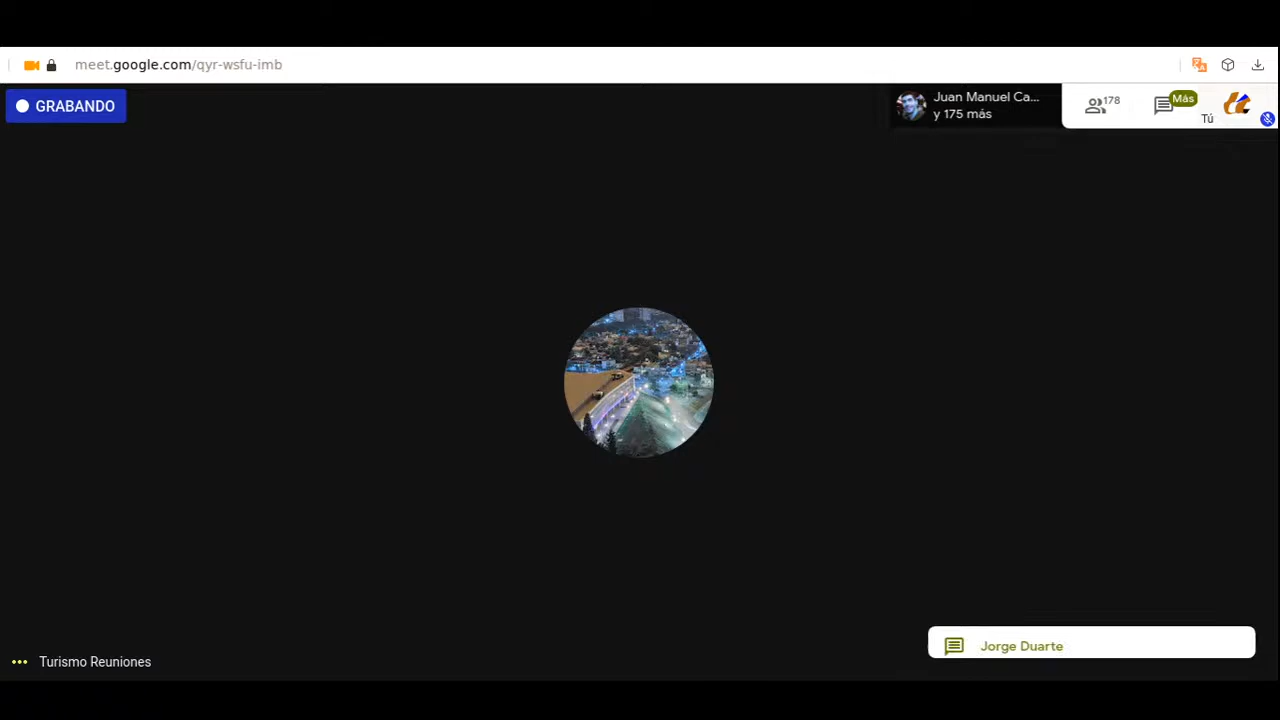 meet.google.com/qyr-wsfu-imb
GRABANDO
Juan Manuel Ca...
y 175 más
178
Más
Tú
Turismo Reuniones
Jorge Duarte